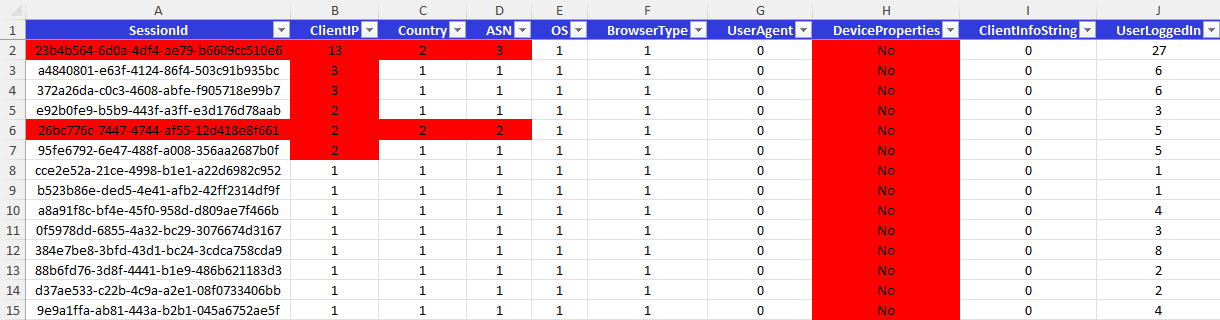 A B C D E F G H I J
1 SessionId ClientIP Country ASN OS BrowserType UserAgent DeviceProperties ClientInfoString UserLoggedIn
2 23b4b564-6d0a-4df4-ae79-b6609cc510e6 13 2 3 1 1 0 No 0 27
3 a4840801-e63f-4124-86f4-503c91b935bc 3 1 1 1 1 0 No 0 6
4 372a26da-c0c3-4608-abfe-f905718e99b7 3 1 1 1 1 0 No 0 6
5 e92b0fe9-b5b9-443f-a3ff-e3d176d78aab 2 1 1 1 1 0 No 0 3
6 26bc776c-7447-4744-af55-12d418e8f661 2 2 2 1 1 0 No 0 5
7 95fe6792-6e47-488f-a008-356aa2687b0f 2 1 1 1 1 0 No 0 5
8 cce2e52a-21ce-4998-b1e1-a22d6982c952 1 1 1 1 1 0 No 0 1
9 b523b86e-ded5-4e41-afb2-42ff2314df9f 1 1 1 1 1 0 No 0 1
10 a8a91f8c-bf4e-45f0-958d-d809ae7f466b 1 1 1 1 1 0 No 0 4
11 0f5978dd-6855-4a32-bc29-3076674d3167 1 1 1 1 1 0 No 0 3
12 384e7be8-3bfd-43d1-bc24-3cdca758cda9 1 1 1 1 1 0 No 0 8
13 88b6fd76-3d8f-4441-b1e9-486b621183d3 1 1 1 1 1 0 No 0 2
14 d37ae533-c22b-4c9a-a2e1-08f0733406bb 1 1 1 1 1 0 No 0 2
15 9e9a1ffa-ab81-443a-b2b1-045a6752ae5f 1 1 1 1 1 0 No 0 4